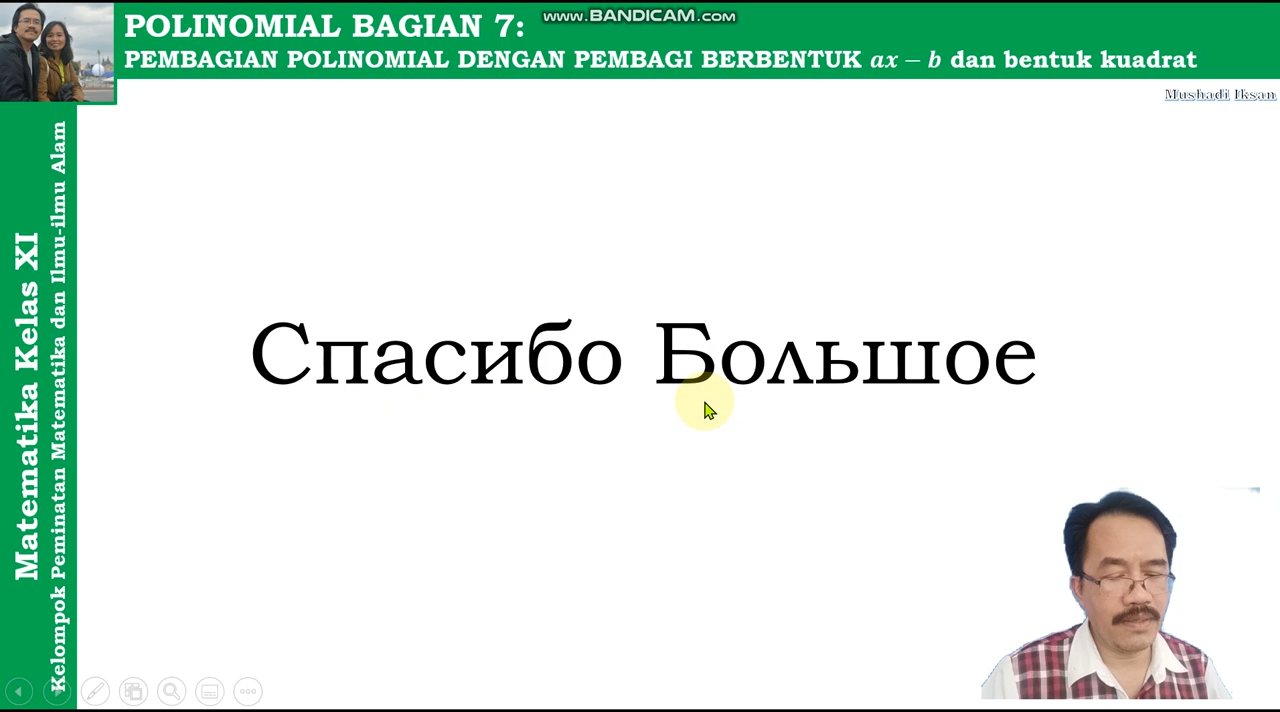 www.BANDICAM.com
POLINOMIAL BAGIAN 7:
PEMBAGIAN POLINOMIAL DENGAN PEMBAGI BERBENTUK ax − b dan bentuk kuadrat
Mushadi Iksan
Matematika Kelas XI
Kelompok Peminatan Matematika dan Ilmu-ilmu Alam
Спасибо Большое